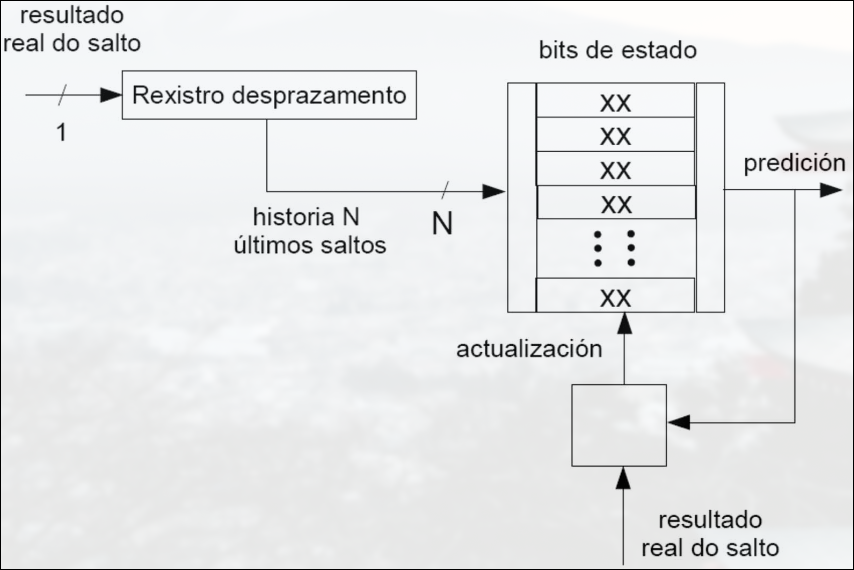 resultado
real do salto
Rexistro desprazamento
1
historia N
últimos saltos
N
bits de estado
XX
XX
XX
XX
XX
predición
actualización
resultado
real do salto